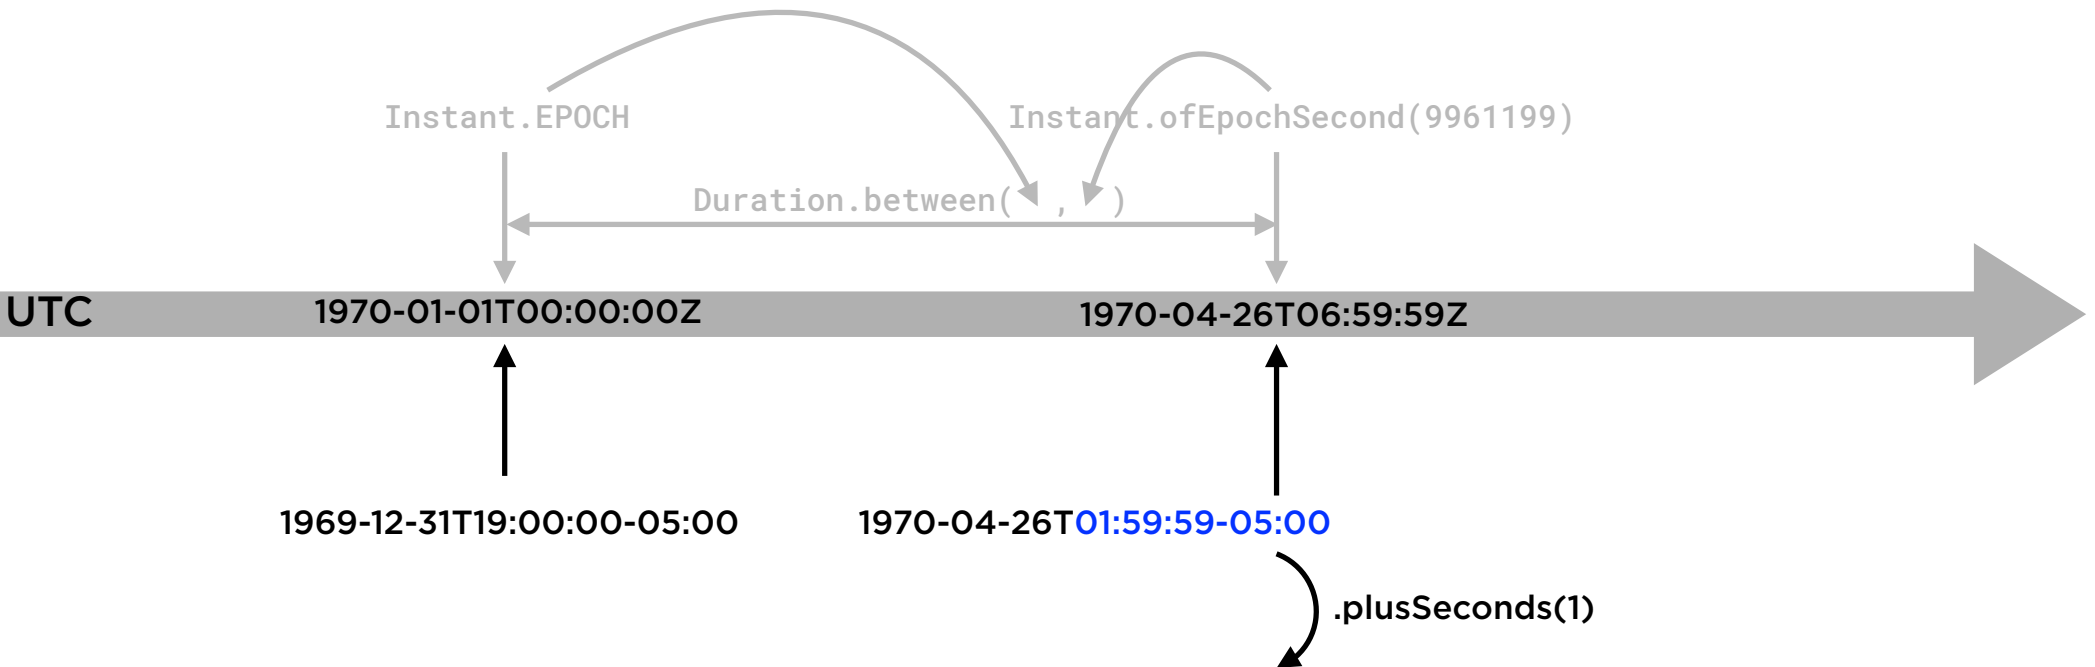 Instant.EPOCH
Instant.ofEpochSecond(9961199)
Duration.between( , )
UTC
1970-01-01T00:00:00Z
1970-04-26T06:59:59Z
1969-12-31T19:00:00-05:00
1970-04-26T01:59:59-05:00
.plusSeconds(1)